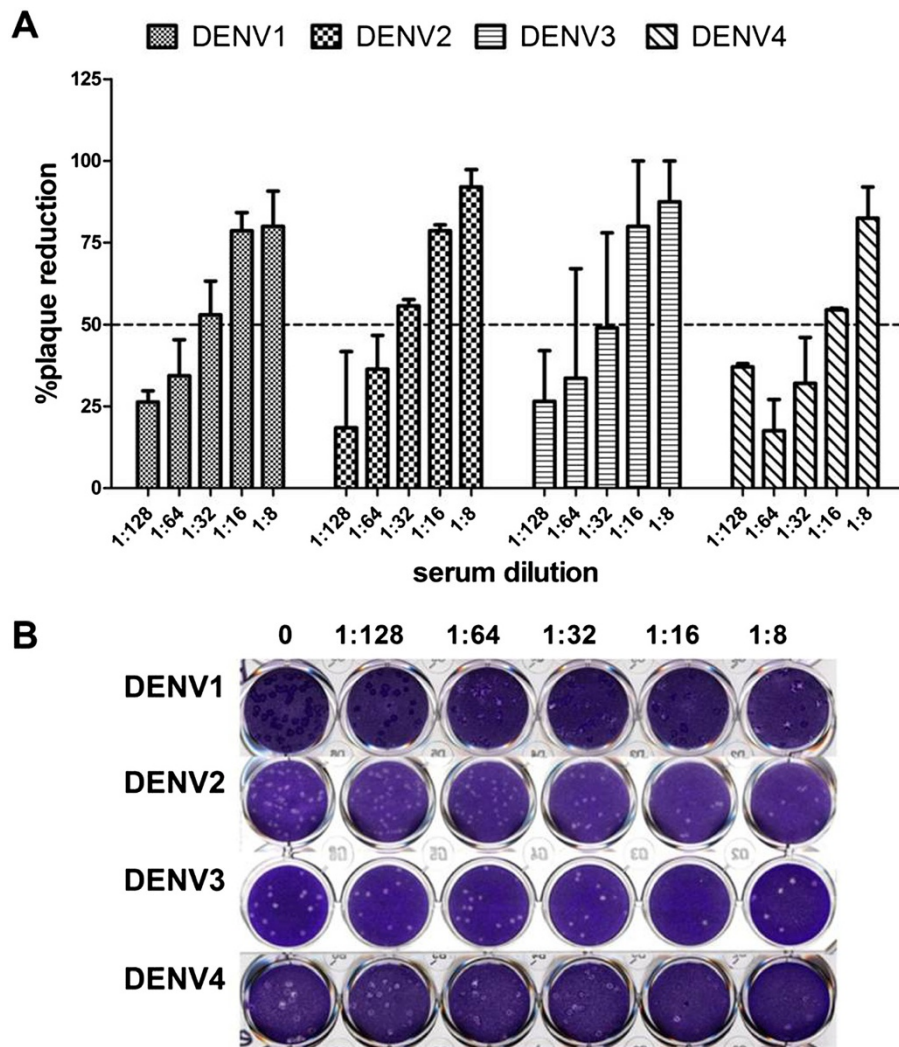 A
DENV1 DENV2 DENV3 DENV4
125
100
75
50
25
0
%plaque reduction
1:128 1:64 1:32 1:16 1:8 1:128 1:64 1:32 1:16 1:8 1:128 1:64 1:32 1:16 1:8 1:128 1:64 1:32 1:16 1:8
serum dilution
B
0 1:128 1:64 1:32 1:16 1:8
DENV1
DENV2
DENV3
DENV4